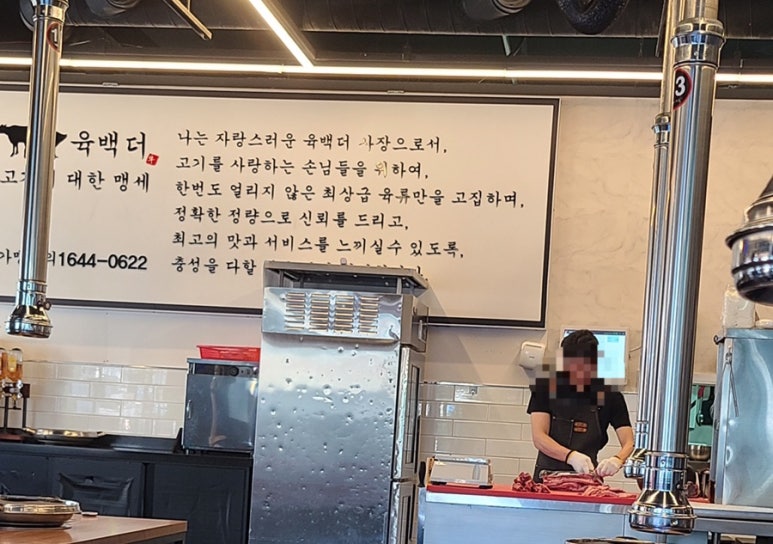 육백더
대한 맹세
1644-0622
나는 자랑스러운 육백더 장으로서,
고기를 사랑하는 손님들을 위하여,
한번도 얼리지 않은 최상급 육류만을 고집하며,
정확한 정량으로 신뢰를 드리고,
최고의 맛과 서비스를 느끼실수 있도록,
충성을 다할
3